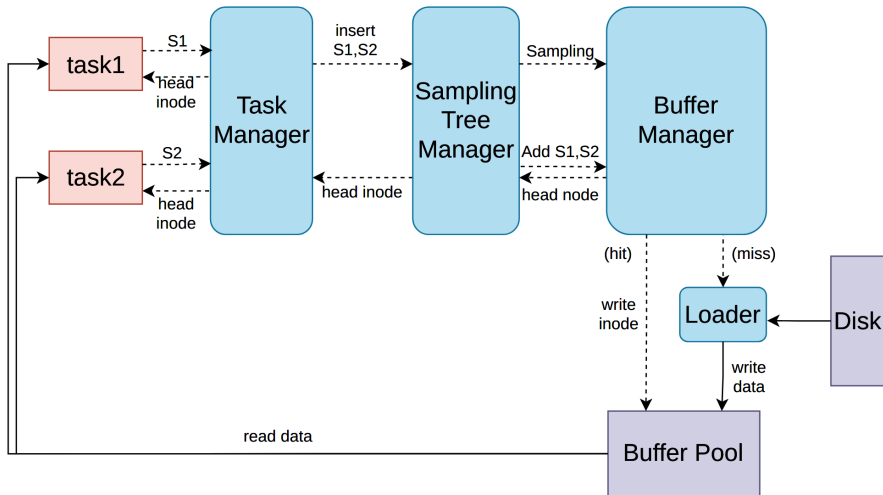 task1
S1
head
inode
task2
S2
head
inode
Task
Manager
insert
S1,S2
head inode
Sampling
Tree
Manager
Sampling
Add S1,S2
head node
Buffer
Manager
(hit)
(miss)
write
inode
Loader
Disk
write
data
read data
Buffer Pool